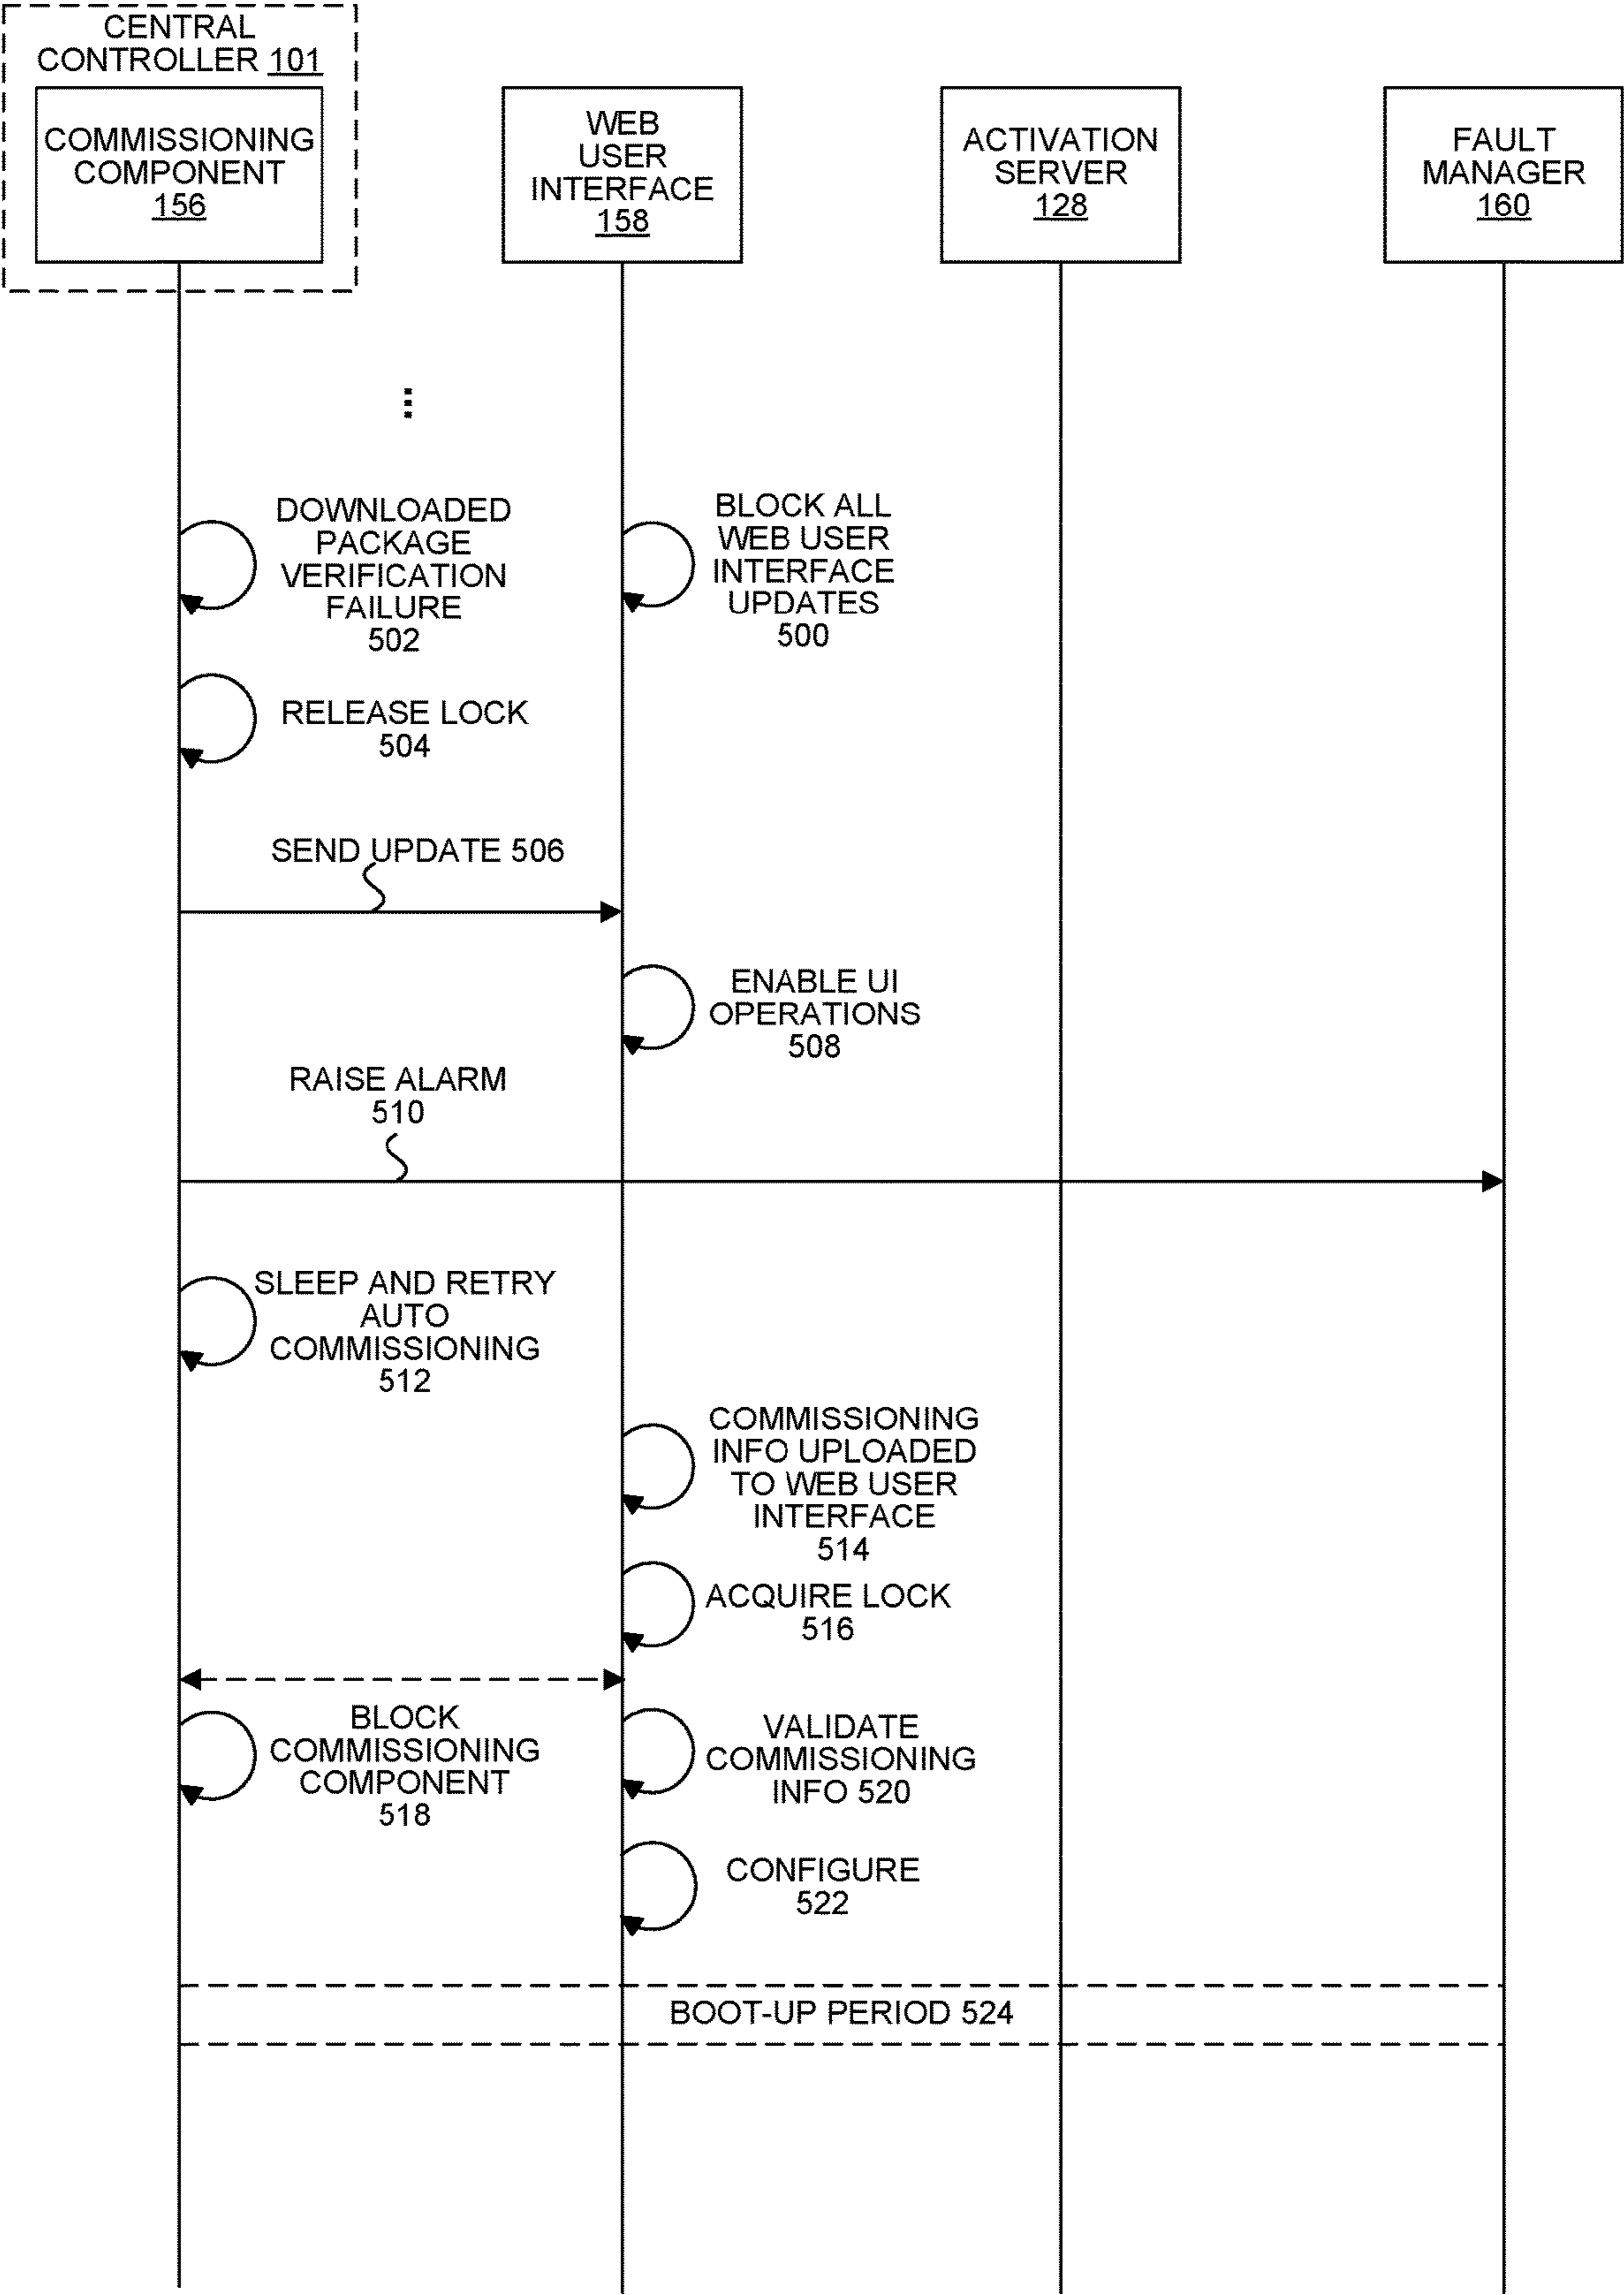 CENTRAL
CONTROLLER 101
COMMISSIONING
COMPONENT
156
WEB
USER
INTERFACE
158
ACTIVATION
SERVER
128
FAULT
MANAGER
160
DOWNLOADED
PACKAGE
VERIFICATION
FAILURE
502
BLOCK ALL
WEB USER
INTERFACE
UPDATES
500
RELEASE LOCK
504
SEND UPDATE 506
ENABLE UI
OPERATIONS
508
RAISE ALARM
510
SLEEP AND RETRY
AUTO
COMMISSIONING
512
COMMISSIONING
INFO UPLOADED
TO WEB USER
INTERFACE
514
ACQUIRE LOCK
516
BLOCK
COMMISSIONING
COMPONENT
518
VALIDATE
COMMISSIONING
INFO 520
CONFIGURE
522
BOOT-UP PERIOD 524